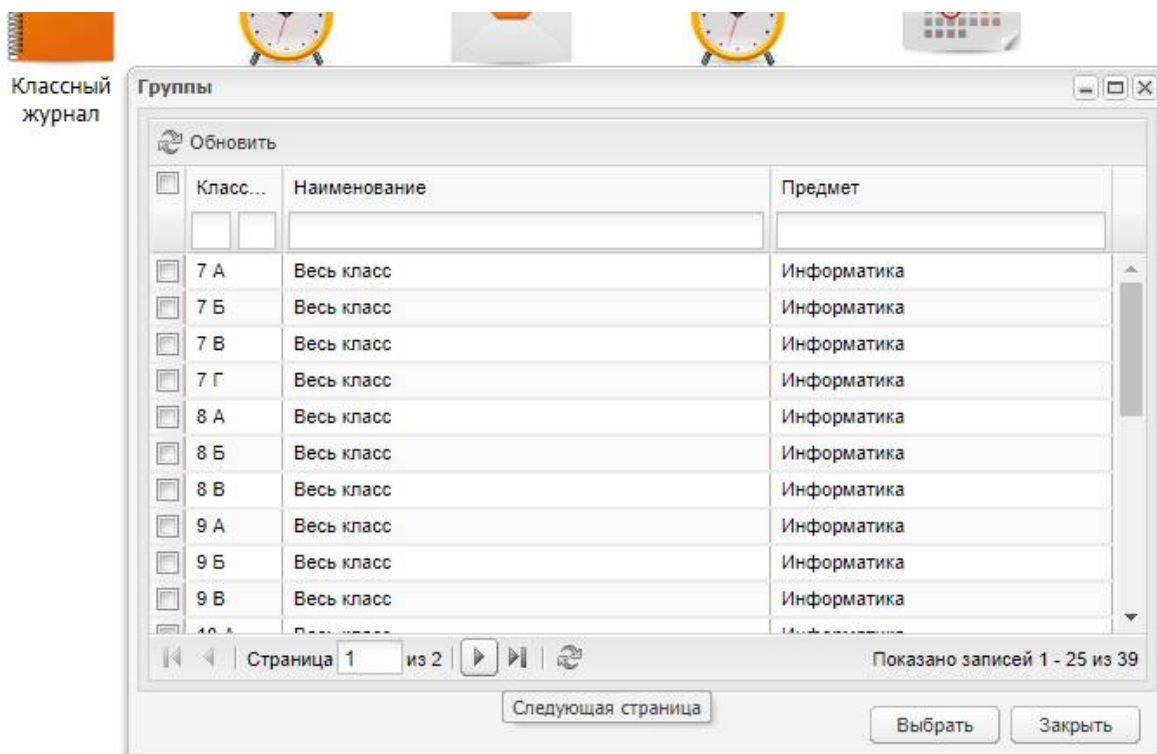 Классный
журнал
Группы
Обновить
Класс... Наименование Предмет
7 А Весь класс Информатика
7 Б Весь класс Информатика
7 В Весь класс Информатика
7 Г Весь класс Информатика
8 А Весь класс Информатика
8 Б Весь класс Информатика
8 В Весь класс Информатика
9 А Весь класс Информатика
9 Б Весь класс Информатика
9 В Весь класс Информатика
Страница 1 из 2 Показано записей 1 - 25 из 39
Следующая страница
Выбрать Закрыть